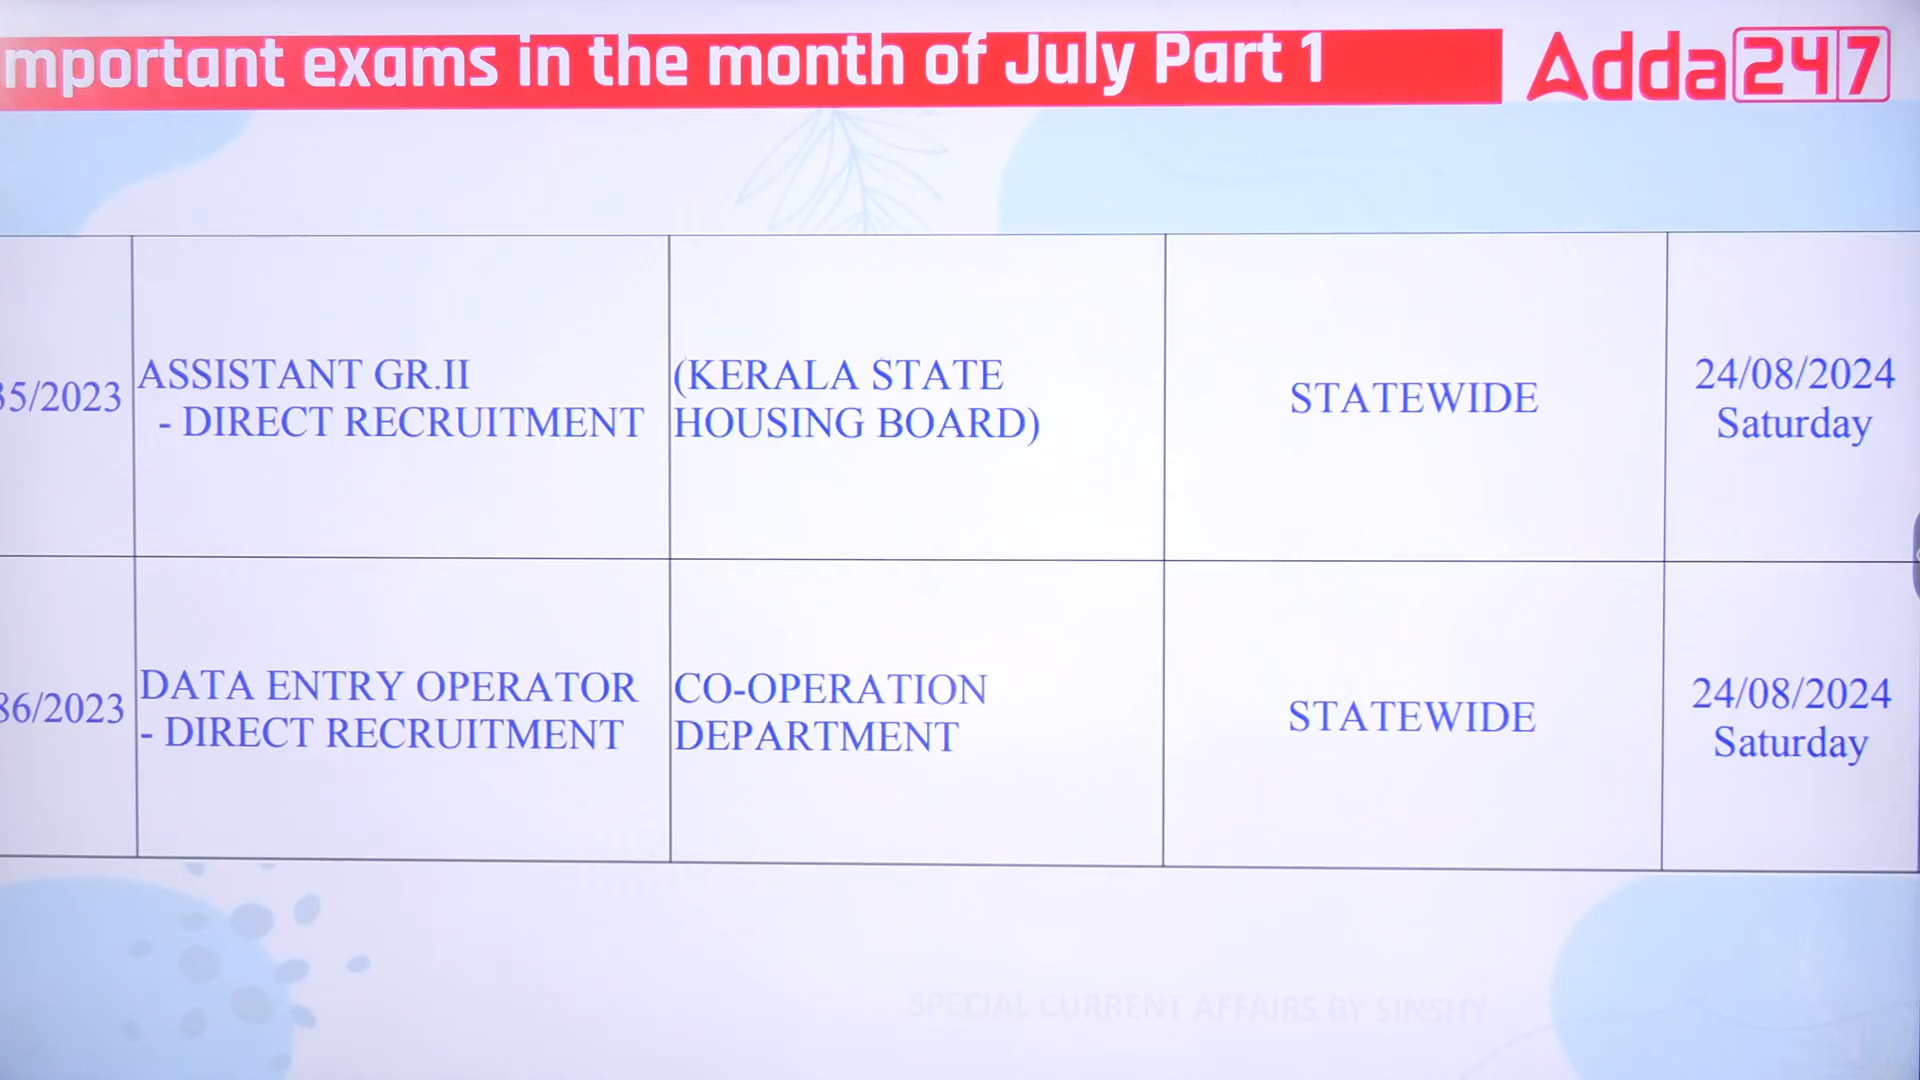 mportant exams in the month of July Part 1
Adda247
35/2023
ASSISTANT GR.II
- DIRECT RECRUITMENT
(KERALA STATE
HOUSING BOARD)
STATEWIDE
24/08/2024
Saturday
86/2023
DATA ENTRY OPERATOR
- DIRECT RECRUITMENT
CO-OPERATION
DEPARTMENT
STATEWIDE
24/08/2024
Saturday
SPECIAL CURRENT AFFAIRS BY SINSHY